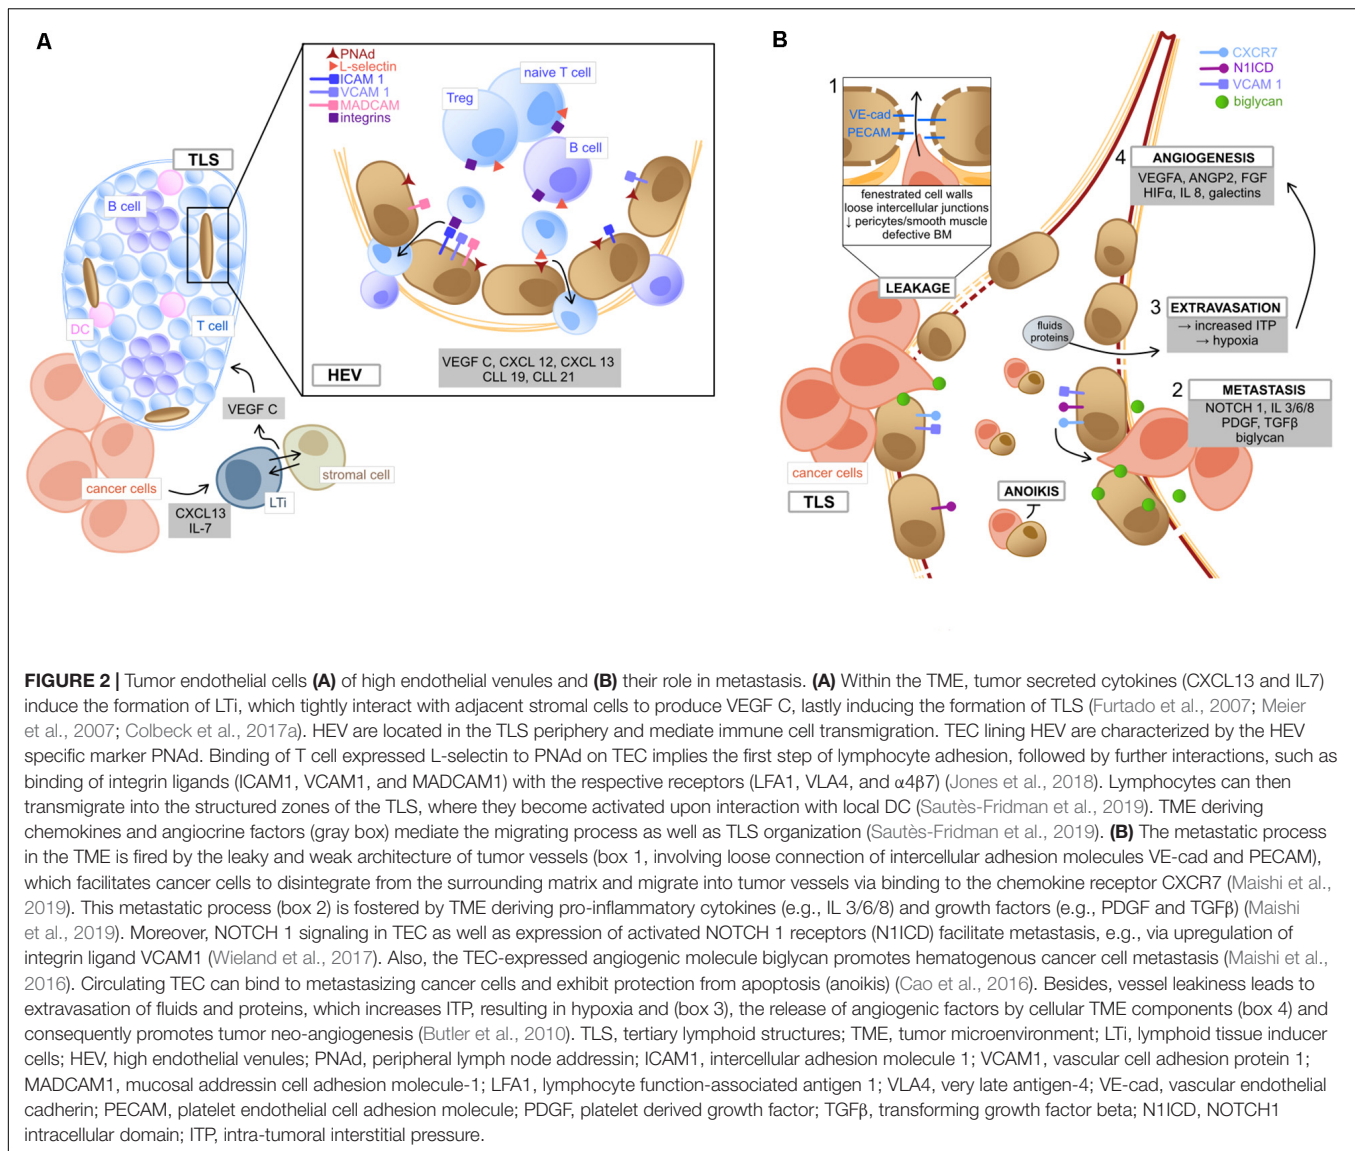 A
TLS
B cell
DC
T cell
VEGF C
cancer cells
CXCL13
IL-7
LTi
stromal cell
PNAd
L-selectin
ICAM 1
VCAM 1
MADCAM
integrins
naive T cell
Treg
B cell
HEV
VEGF C, CXCL 12, CXCL 13
CLL 19, CLL 21
B
1
VE-cad
PECAM
fenestrated cell walls
loose intercellular junctions
↓ pericytes/smooth muscle
defective BM
LEAKAGE
CXCR7
N1ICD
VCAM 1
biglycan
4
ANGIOGENESIS
VEGFA, ANGP2, FGF
HIFα, IL 8, galectins
3
EXTRAVASATION
→ increased ITP
→ hypoxia
fluids
proteins
2
METASTASIS
NOTCH 1, IL 3/6/8
PDGF, TGFβ
biglycan
cancer cells
TLS
ANOIKIS
FIGURE 2 | Tumor endothelial cells (A) of high endothelial venules and (B) their role in metastasis. (A) Within the TME, tumor secreted cytokines (CXCL13 and IL7)
induce the formation of LTi, which tightly interact with adjacent stromal cells to produce VEGF C, lastly inducing the formation of TLS (Furtado et al., 2007; Meier
et al., 2007; Colbeck et al., 2017a). HEV are located in the TLS periphery and mediate immune cell transmigration. TEC lining HEV are characterized by the HEV
specific marker PNAd. Binding of T cell expressed L-selectin to PNAd on TEC implies the first step of lymphocyte adhesion, followed by further interactions, such as
binding of integrin ligands (ICAM1, VCAM1, and MADCAM1) with the respective receptors (LFA1, VLA4, and α4β7) (Jones et al., 2018). Lymphocytes can then
transmigrate into the structured zones of the TLS, where they become activated upon interaction with local DC (Sautès-Fridman et al., 2019). TME deriving
chemokines and angiocrine factors (gray box) mediate the migrating process as well as TLS organization (Sautès-Fridman et al., 2019). (B) The metastatic process
in the TME is fired by the leaky and weak architecture of tumor vessels (box 1, involving loose connection of intercellular adhesion molecules VE-cad and PECAM),
which facilitates cancer cells to disintegrate from the surrounding matrix and migrate into tumor vessels via binding to the chemokine receptor CXCR7 (Maishi et al.,
2019). This metastatic process (box 2) is fostered by TME deriving pro-inflammatory cytokines (e.g., IL 3/6/8) and growth factors (e.g., PDGF and TGFβ) (Maishi
et al., 2019). Moreover, NOTCH 1 signaling in TEC as well as expression of activated NOTCH 1 receptors (N1ICD) facilitate metastasis, e.g., via upregulation of
integrin ligand VCAM1 (Wieland et al., 2017). Also, the TEC-expressed angiogenic molecule biglycan promotes hematogenous cancer cell metastasis (Maishi et al.,
2016). Circulating TEC can bind to metastasizing cancer cells and exhibit protection from apoptosis (anoikis) (Cao et al., 2016). Besides, vessel leakiness leads to
extravasation of fluids and proteins, which increases ITP, resulting in hypoxia and (box 3), the release of angiogenic factors by cellular TME components (box 4) and
consequently promotes tumor neo-angiogenesis (Butler et al., 2010). TLS, tertiary lymphoid structures; TME, tumor microenvironment; LTi, lymphoid tissue inducer
cells; HEV, high endothelial venules; PNAd, peripheral lymph node addressin; ICAM1, intercellular adhesion molecule 1; VCAM1, vascular cell adhesion protein 1;
MADCAM1, mucosal addressin cell adhesion molecule-1; LFA1, lymphocyte function-associated antigen 1; VLA4, very late antigen-4; VE-cad, vascular endothelial
cadherin; PECAM, platelet endothelial cell adhesion molecule; PDGF, platelet derived growth factor; TGFβ, transforming growth factor beta; N1ICD, NOTCH1
intracellular domain; ITP, intra-tumoral interstitial pressure.